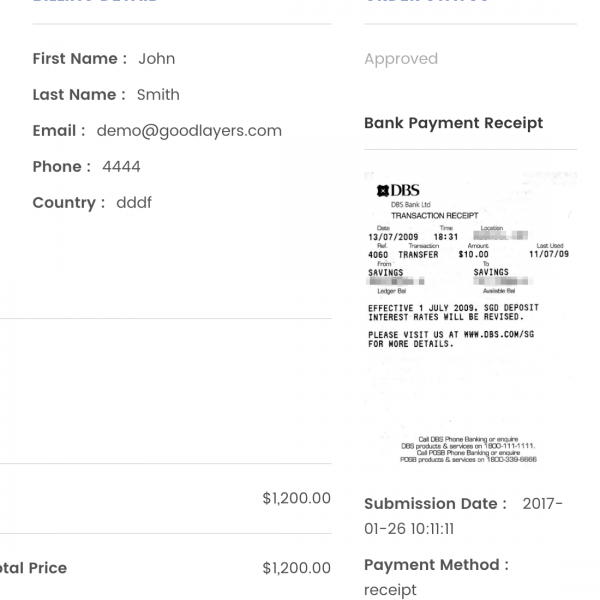 First Name : John
Last Name : Smith
Email : demo@goodlayers.com
Phone : 4444
Country : dddf
$1,200.00
Price $1,200.00
Approved
Bank Payment Receipt
DBS
DBS Bank Ltd
TRANSACTION RECEIPT
Date Time Location
13/07/2009 18:31
Ref. Transaction Amount Last Used
4060 TRANSFER $10.00 11/07/09
From To
SAVINGS SAVINGS
Ledger Bal Available Bal
EFFECTIVE 1 JULY 2009, SGD DEPOSIT
INTEREST RATES WILL BE REVISED.
PLEASE VISIT US AT WWW.DBS.COM/SG
FOR MORE DETAILS.
Call DBS Phone Banking or enquire
DBS products & services on 1800-111-1111.
Call POSB Phone Banking or enquire
POSB products & services on 1800-339-6666
Submission Date : 2017-
01-26 10:11:11
Payment Method :
receipt